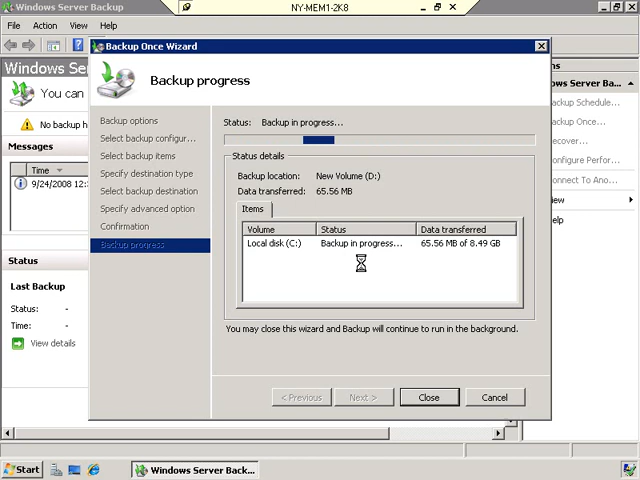 Windows Server Backup
NY-MEM1-2K8
File Action View Help
Windows Se
You can
No backup h
Messages
Time
9/24/2008 12:
Status
Last Backup
Status: -
Time: -
View details
Backup Once Wizard
Backup progress
Backup options
Select backup configur...
Select backup items
Specify destination type
Select backup destination
Specify advanced option
Confirmation
Backup progress
Status: Backup in progress...
Status details
Backup location: New Volume (D:)
Data transferred: 65.56 MB
Items
Volume Status Data transferred
Local disk (C:) Backup in progress... 65.56 MB of 8.49 GB
You may close this wizard and Backup will continue to run in the background.
< Previous Next > Close Cancel
ns
ows Server Ba...
ackup Schedule...
ackup Once...
ecover...
onfigure Perfor...
onnect To Ano...
iew
elp
Start
Windows Server Back...